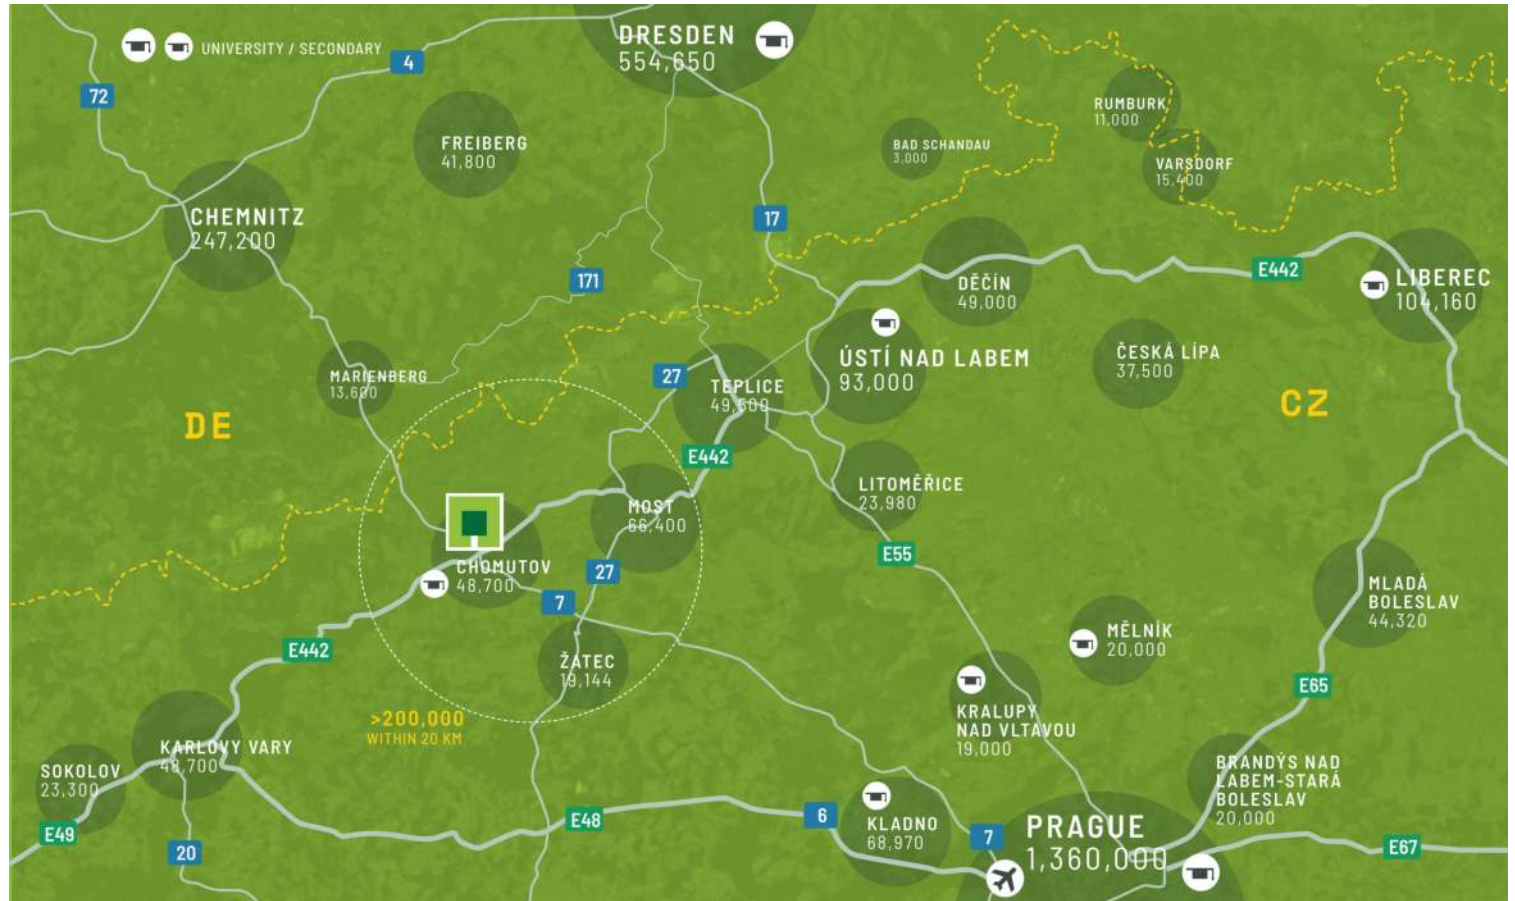 UNIVERSITY / SECONDARY
4
72
DRESDEN
554,650
FREIBERG
41,800
BAD SCHANDAU
3,000
RUMBURK
11,000
VARSDORF
15,400
CHEMNITZ
247,200
17
171
DĚČÍN
49,000
E442
LIBEREC
104,160
MARIENBERG
13,600
27
TEPLICE
49,500
ÚSTÍ NAD LABEM
93,000
ČESKÁ LÍPA
37,500
DE
CZ
E442
LITOMĚŘICE
23,980
MOST
66,400
E55
CHOMUTOV
48,700
27
7
MLADÁ
BOLESLAV
44,320
MĚLNÍK
20,000
E442
ŽATEC
19,144
E65
>200,000
WITHIN 20 KM
KRALUPY
NAD VLTAVOU
19,000
KARLOVY VARY
48,700
SOKOLOV
23,300
BRANDÝS NAD
LABEM-STARÁ
BOLESLAV
20,000
E49
20
E48
6
KLADNO
68,970
7
PRAGUE
1,360,000
E67